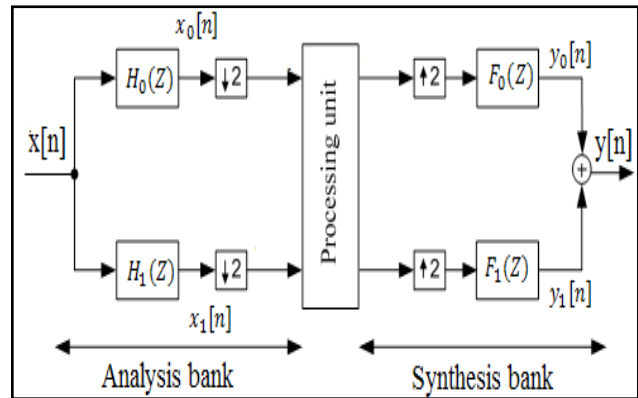 x₀[n]
H₀(Z)
↓2
Processing unit
↑2
F₀(Z)
y₀[n]
x[n]
+
y[n]
H₁(Z)
↓2
↑2
F₁(Z)
x₁[n]
y₁[n]
Analysis bank
Synthesis bank